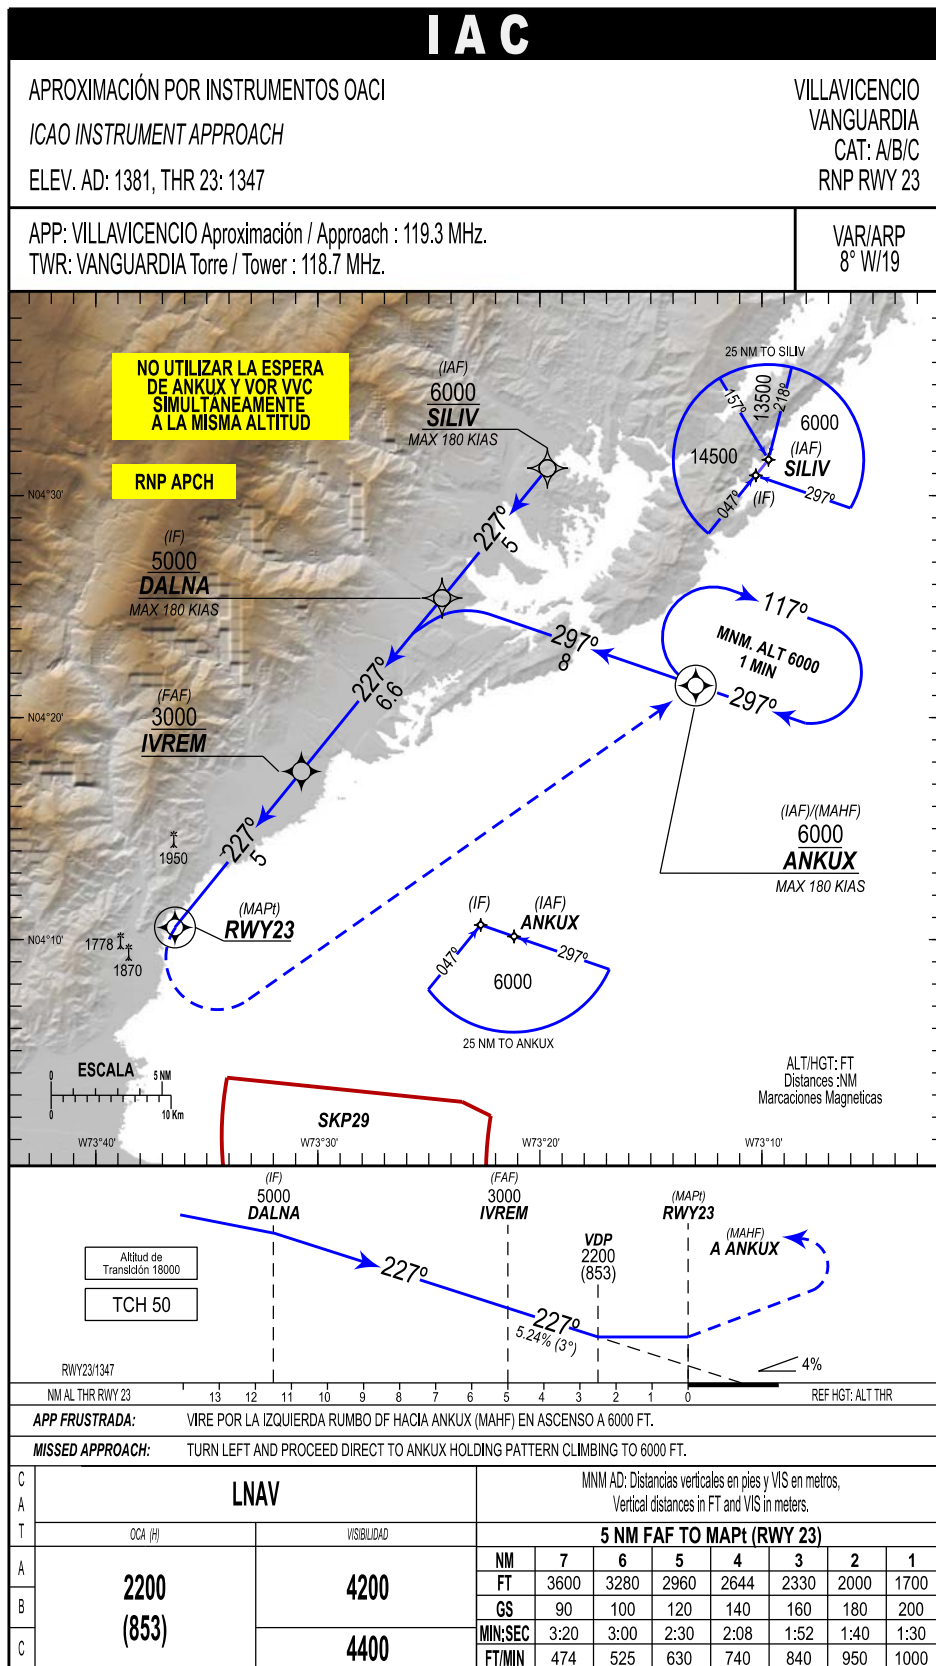 IAC
APROXIMACIÓN POR INSTRUMENTOS OACI
ICAO INSTRUMENT APPROACH
ELEV. AD: 1381, THR 23: 1347
VILLAVICENCIO
VANGUARDIA
CAT: A/B/C
RNP RWY 23
APP: VILLAVICENCIO Aproximación / Approach : 119.3 MHz.
TWR: VANGUARDIA Torre / Tower : 118.7 MHz.
VAR/ARP
8° W/19
NO UTILIZAR LA ESPERA
DE ANKUX Y VOR VVC
SIMULTÁNEAMENTE
A LA MISMA ALTITUD
RNP APCH
(IAF)
6000
SILIV
MAX 180 KIAS
25 NM TO SILIV
157º
13500
218º
6000
14500
(IAF)
SILIV
(IF)
047º
297º
N04°30'
227º
5
(IF)
5000
DALNA
MAX 180 KIAS
117º
MNM. ALT 6000
1 MIN
297º
297º
8
227º
6.6
(FAF)
3000
IVREM
N04°20'
(IAF)/(MAHF)
6000
ANKUX
MAX 180 KIAS
227º
5
1950
(MAPt)
RWY23
1778
1870
N04°10'
(IF)
(IAF)
ANKUX
047º
297º
6000
25 NM TO ANKUX
ESCALA
0
5 NM
0
10 Km
ALT/HGT: FT
Distances :NM
Marcaciones Magneticas
SKP29
W73°40'
W73°30'
W73°20'
W73°10'
(IF)
5000
DALNA
(FAF)
3000
IVREM
(MAPt)
RWY23
VDP
2200
(853)
(MAHF)
A ANKUX
Altitud de
Transición 18000
TCH 50
227º
227º
5.24% (3°)
4%
RWY23/1347
NM AL THR RWY 23
13 12 11 10 9 8 7 6 5 4 3 2 1 0
REF HGT: ALT THR
APP FRUSTRADA: VIRE POR LA IZQUIERDA RUMBO DF HACIA ANKUX (MAHF) EN ASCENSO A 6000 FT.
MISSED APPROACH: TURN LEFT AND PROCEED DIRECT TO ANKUX HOLDING PATTERN CLIMBING TO 6000 FT.
C
A
T
LNAV
MNM AD: Distancias verticales en pies y VIS en metros,
Vertical distances in FT and VIS in meters.
OCA (H)
VISIBILIDAD
5 NM FAF TO MAPt (RWY 23)
A
B
C
2200
(853)
4200
4400
NM 7 6 5 4 3 2 1
FT 3600 3280 2960 2644 2330 2000 1700
GS 90 100 120 140 160 180 200
MIN;SEC 3:20 3:00 2:30 2:08 1:52 1:40 1:30
FT/MIN 474 525 630 740 840 950 1000